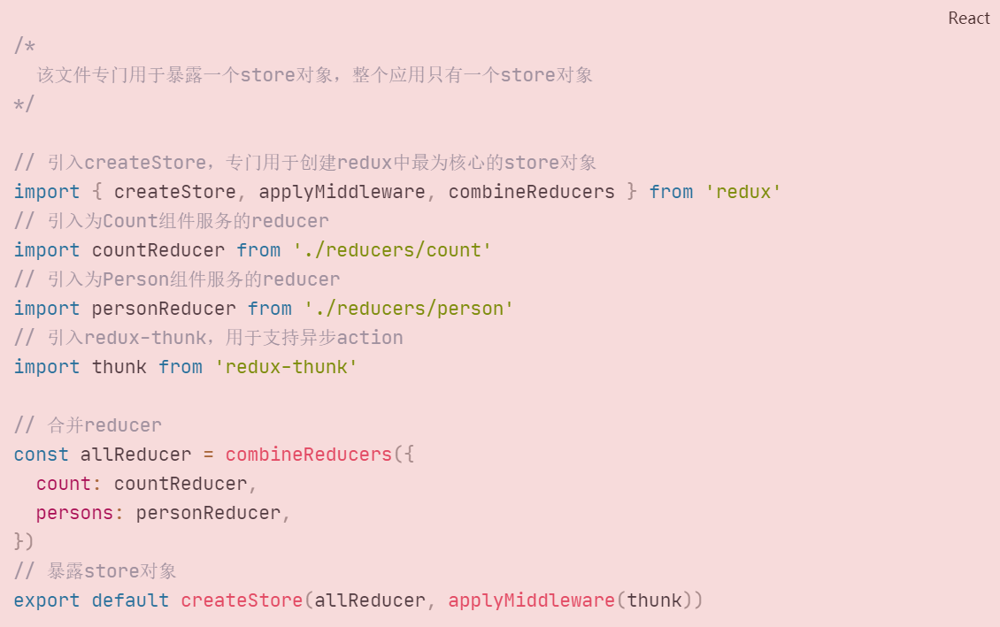 React
/*
  该文件专门用于暴露一个store对象，整个应用只有一个store对象
*/

// 引入createStore，专门用于创建redux中最为核心的store对象
import { createStore, applyMiddleware, combineReducers } from 'redux'
// 引入为Count组件服务的reducer
import countReducer from './reducers/count'
// 引入为Person组件服务的reducer
import personReducer from './reducers/person'
// 引入redux-thunk，用于支持异步action
import thunk from 'redux-thunk'

// 合并reducer
const allReducer = combineReducers({
  count: countReducer,
  persons: personReducer,
})
// 暴露store对象
export default createStore(allReducer, applyMiddleware(thunk))